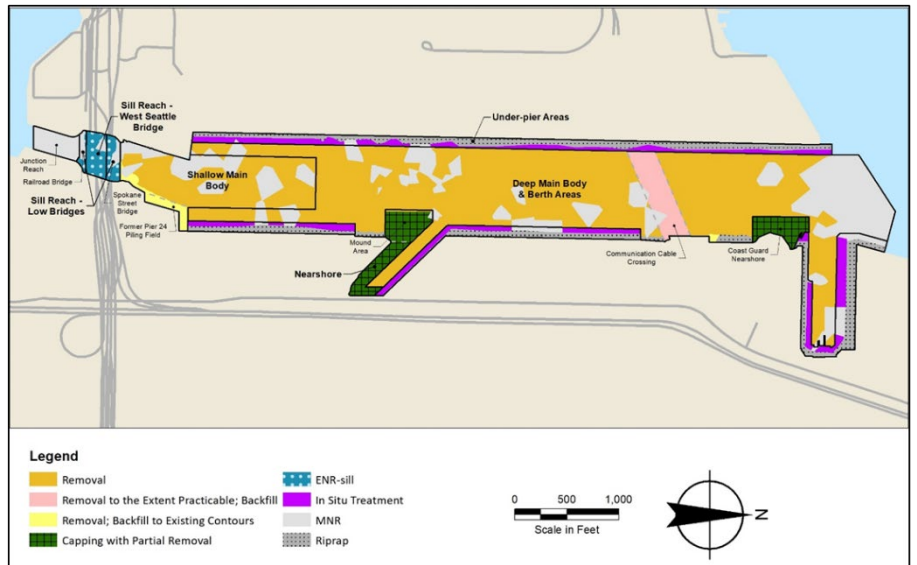 Sill Reach -
West Seattle
Bridge
Under-pier Areas
Junction
Reach
Railroad Bridge
Shallow Main
Body
Deep Main Body
& Berth Areas
Sill Reach -
Low Bridges
Spokane
Street
Bridge
Former Pier 24
Piling Field
Mound
Area
Nearshore
Communication Cable
Crossing
Coast Guard
Nearshore
Legend
Removal
Removal to the Extent Practicable; Backfill
Removal; Backfill to Existing Contours
Capping with Partial Removal
ENR-sill
In Situ Treatment
MNR
Riprap
0 500 1,000
Scale in Feet
N